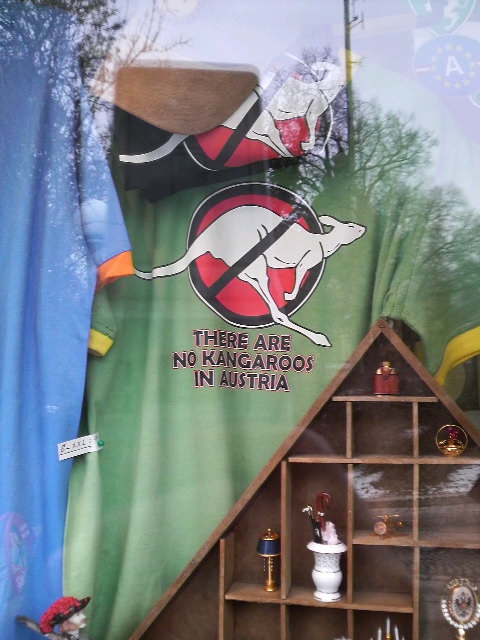 A
THERE ARE
NO KANGAROOS
IN AUSTRIA